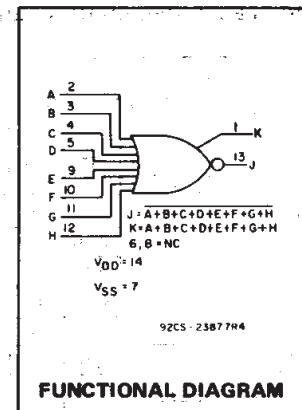 A 2
B 3
C 4
D 5
E 9
F 10
G 11
H 12
1 K
13 J
J = A+B+C+D+E+F+G+H
K=A+B+C+D+E+F+G+H
6, 8 = NC
VDD = 14
VSS = 7
92CS-23877R4
FUNCTIONAL DIAGRAM